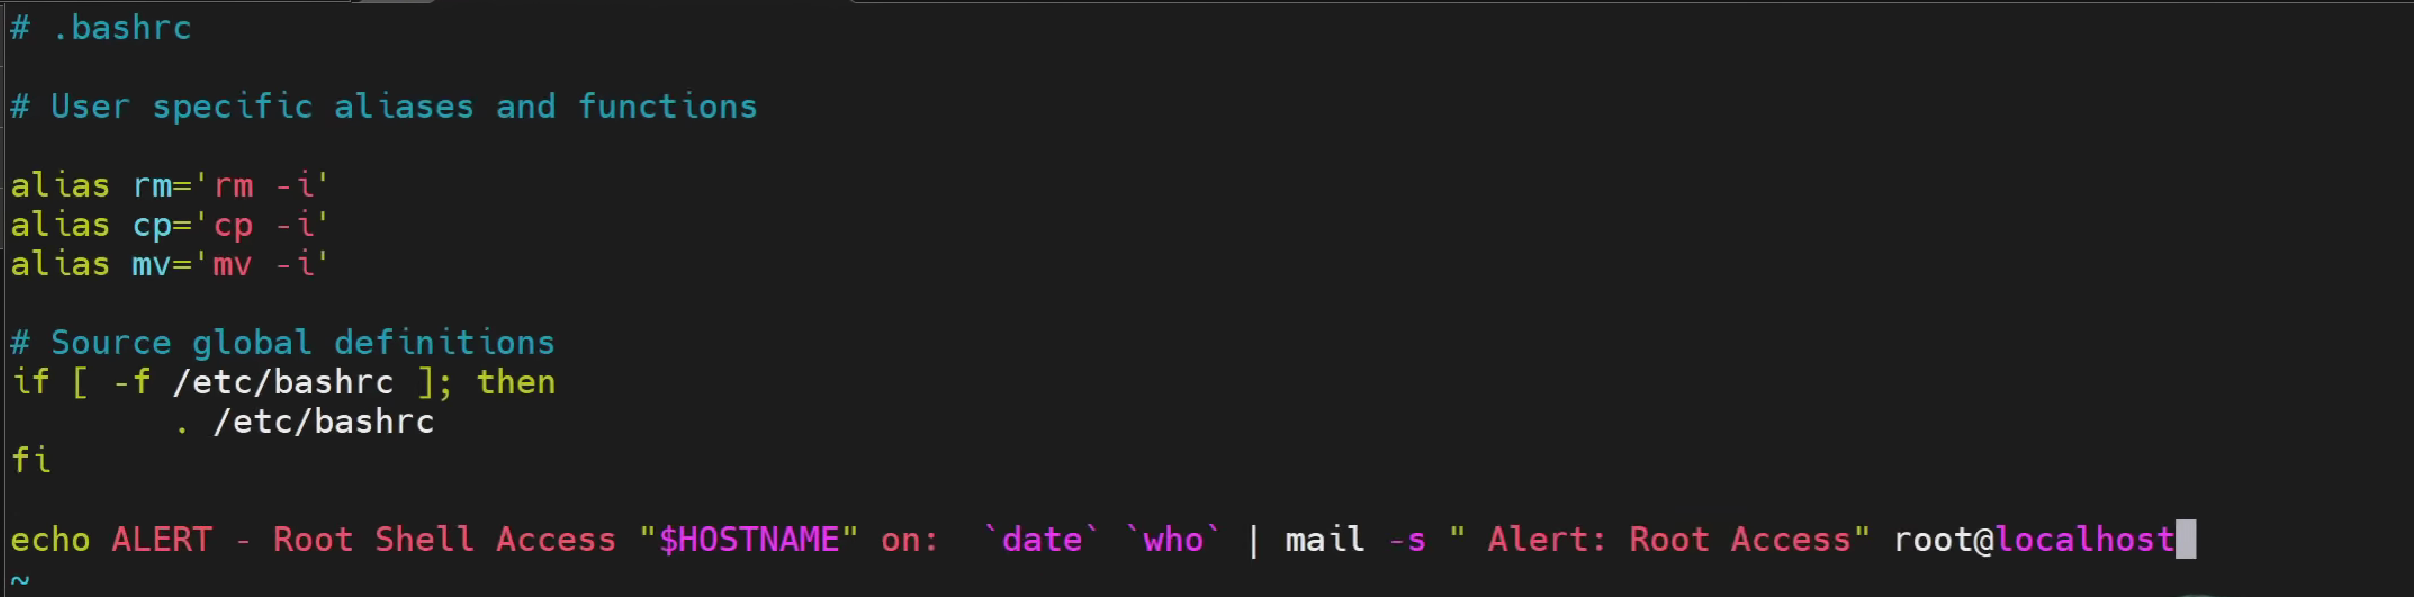 # .bashrc
# User specific aliases and functions
alias rm='rm -i'
alias cp='cp -i'
alias mv='mv -i'
# Source global definitions
if [ -f /etc/bashrc ]; then
        . /etc/bashrc
fi
echo ALERT - Root Shell Access "$HOSTNAME" on:  `date` `who` | mail -s " Alert: Root Access" root@localhost
~